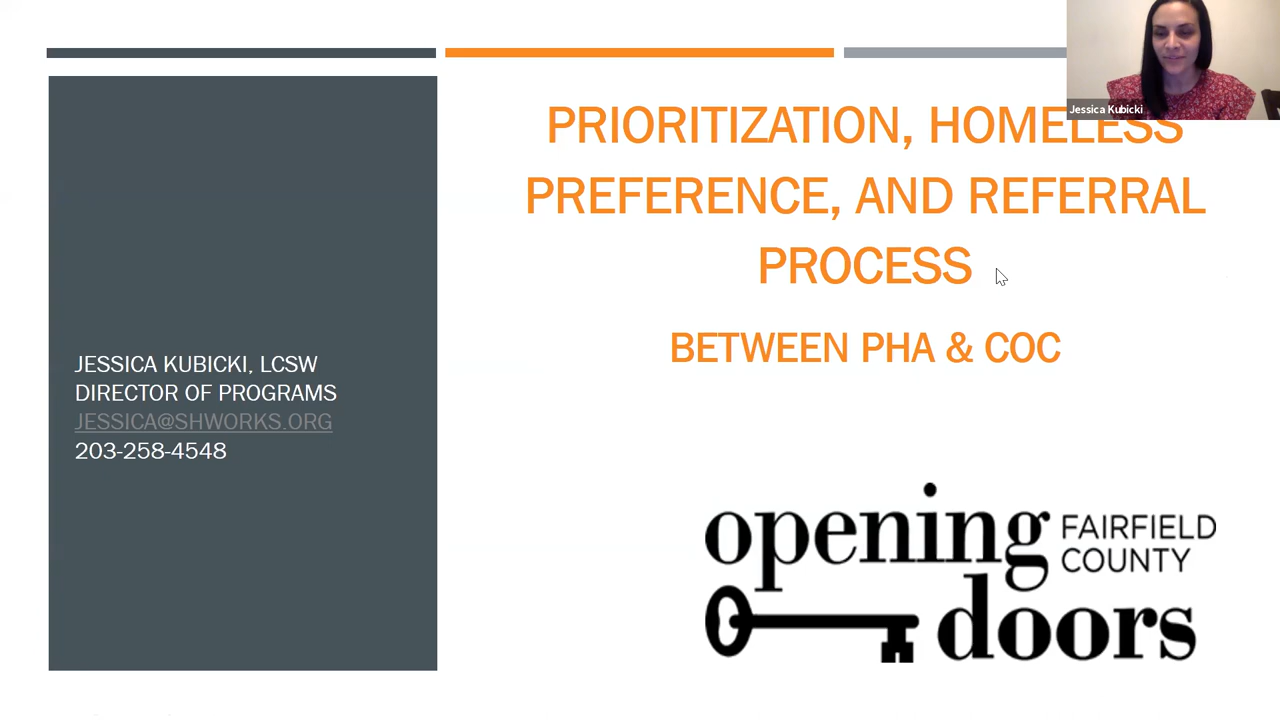 Jessica Kubicki
PRIORITIZATION, HOMELESS
PREFERENCE, AND REFERRAL
PROCESS
BETWEEN PHA & COC
JESSICA KUBICKI, LCSW
DIRECTOR OF PROGRAMS
JESSICA@SHWORKS.ORG
203-258-4548
opening
FAIRFIELD
COUNTY
doors